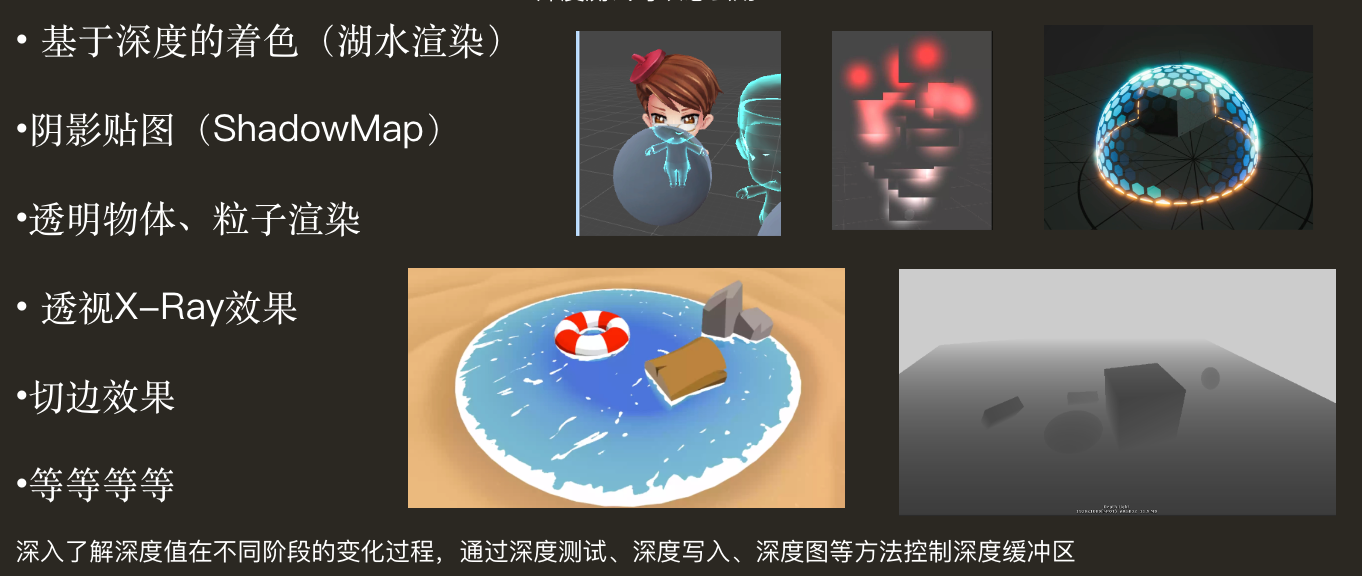 • 基于深度的着色（湖水渲染）
•阴影贴图（ShadowMap）
•透明物体、粒子渲染
• 透视X-Ray效果
•切边效果
•等等等等
深入了解深度值在不同阶段的变化过程，通过深度测试、深度写入、深度图等方法控制深度缓冲区